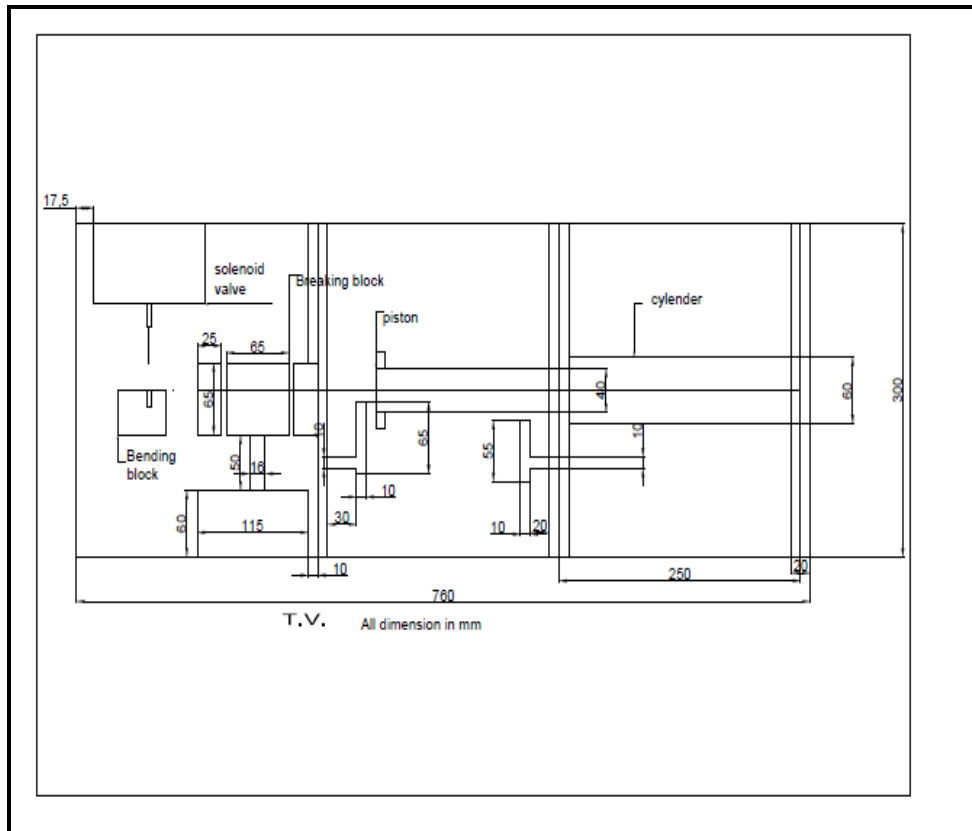 17,5
solenoid
valve
Breaking block
cylender
piston
25
65
65
40
60
300
10
65
55
10
Bending
block
50
16
10
60
115
30
10
20
10
20
250
760
T.V.
All dimension in mm